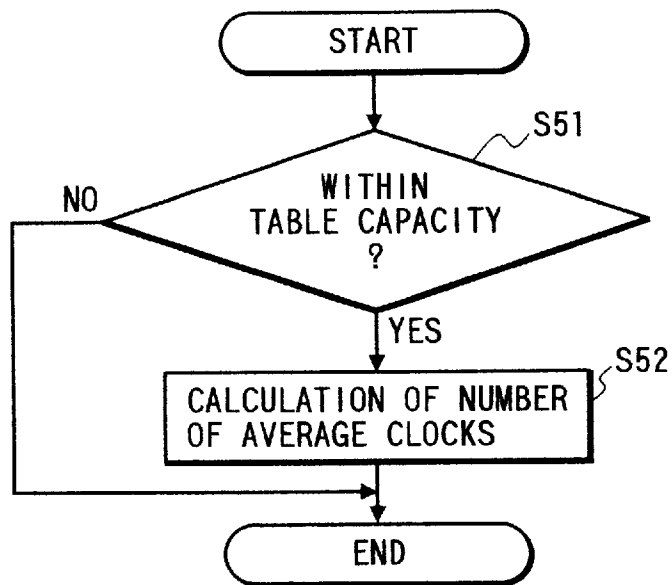 START
S51
WITHIN
TABLE CAPACITY
?
NO
YES
S52
CALCULATION OF NUMBER
OF AVERAGE CLOCKS
END